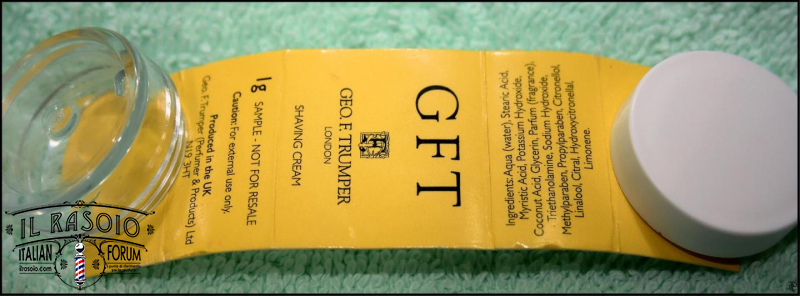 GFT
GEO. F. TRUMPER
LONDON
SHAVING CREAM
1g SAMPLE - NOT FOR RESALE
Caution: For external use only.
Produced in the UK
Geo. F. Trumper (Perfumer & Products) Ltd
N19 3HT
Ingredients: Aqua (water), Stearic Acid,
Myristic Acid, Potassium Hydroxide,
Coconut Acid, Glycerin, Parfum (fragrance),
Triethanolamine, Sodium Hydroxide,
Methylparaben, Propylparaben, Citronellol,
Linalool, Citral, Hydroxycitronellal,
Limonene.
IL RASOIO
ITALIAN FORUM
ilrasoio.com